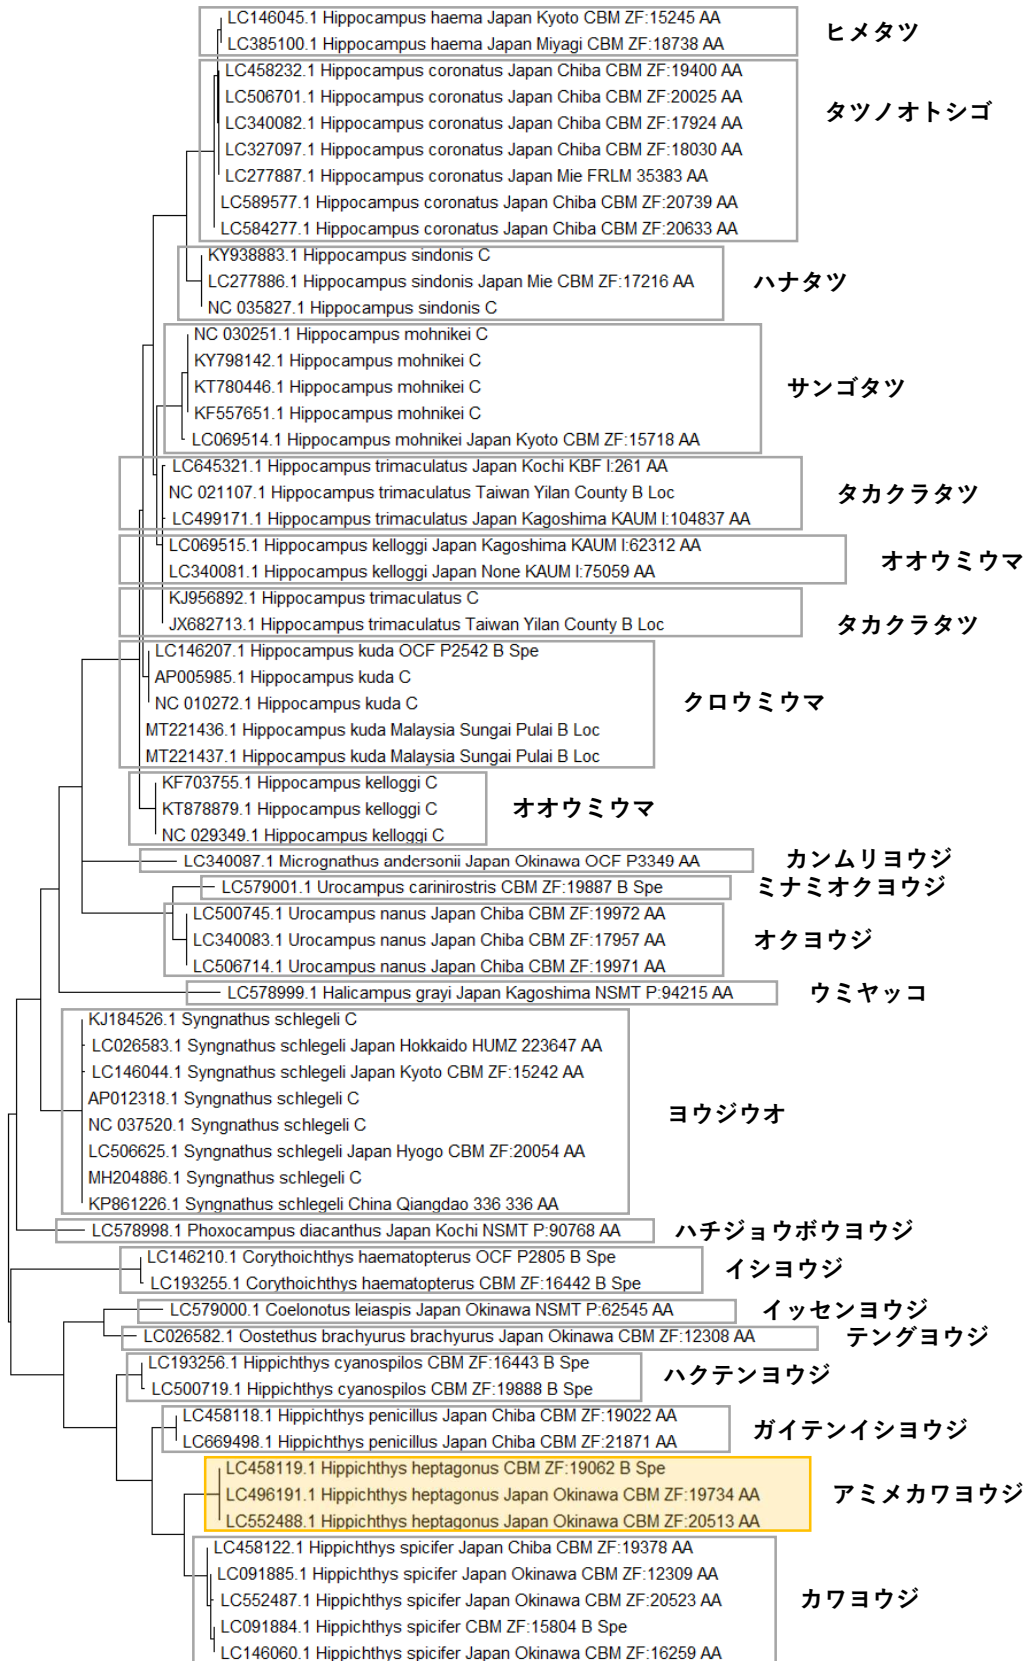 LC146045.1 Hippocampus haema Japan Kyoto CBM ZF:15245 AA
ヒメタツ
LC385100.1 Hippocampus haema Japan Miyagi CBM ZF:18738 AA
LC458232.1 Hippocampus coronatus Japan Chiba CBM ZF:19400 AA
LC506701.1 Hippocampus coronatus Japan Chiba CBM ZF:20025 AA
タツノオトシゴ
LC340082.1 Hippocampus coronatus Japan Chiba CBM ZF:17924 AA
LC327097.1 Hippocampus coronatus Japan Chiba CBM ZF:18030 AA
LC277887.1 Hippocampus coronatus Japan Mie FRLM 35383 AA
LC589577.1 Hippocampus coronatus Japan Chiba CBM ZF:20739 AA
LC584277.1 Hippocampus coronatus Japan Chiba CBM ZF:20633 AA
KY938883.1 Hippocampus sindonis C
LC277886.1 Hippocampus sindonis Japan Mie CBM ZF:17216 AA
ハナタツ
NC 035827.1 Hippocampus sindonis C
NC 030251.1 Hippocampus mohnikei C
KY798142.1 Hippocampus mohnikei C
KT780446.1 Hippocampus mohnikei C
サンゴタツ
KF557651.1 Hippocampus mohnikei C
LC069514.1 Hippocampus mohnikei Japan Kyoto CBM ZF:15718 AA
LC645321.1 Hippocampus trimaculatus Japan Kochi KBF I:261 AA
NC 021107.1 Hippocampus trimaculatus Taiwan Yilan County B Loc
タカクラタツ
LC499171.1 Hippocampus trimaculatus Japan Kagoshima KAUM I:104837 AA
LC069515.1 Hippocampus kelloggi Japan Kagoshima KAUM I:62312 AA
オオウミウマ
LC340081.1 Hippocampus kelloggi Japan None KAUM I:75059 AA
KJ956892.1 Hippocampus trimaculatus C
JX682713.1 Hippocampus trimaculatus Taiwan Yilan County B Loc
タカクラタツ
LC146207.1 Hippocampus kuda OCF P2542 B Spe
AP005985.1 Hippocampus kuda C
NC 010272.1 Hippocampus kuda C
クロウミウマ
MT221436.1 Hippocampus kuda Malaysia Sungai Pulai B Loc
MT221437.1 Hippocampus kuda Malaysia Sungai Pulai B Loc
KF703755.1 Hippocampus kelloggi C
KT878879.1 Hippocampus kelloggi C
オオウミウマ
NC 029349.1 Hippocampus kelloggi C
LC340087.1 Micrognathus andersonii Japan Okinawa OCF P3349 AA
カンムリヨウジ
LC579001.1 Urocampus carinirostris CBM ZF:19887 B Spe
ミナミオクヨウジ
LC500745.1 Urocampus nanus Japan Chiba CBM ZF:19972 AA
LC340083.1 Urocampus nanus Japan Chiba CBM ZF:17957 AA
オクヨウジ
LC506714.1 Urocampus nanus Japan Chiba CBM ZF:19971 AA
LC578999.1 Halicampus grayi Japan Kagoshima NSMT P:94215 AA
ウミヤッコ
KJ184526.1 Syngnathus schlegeli C
LC026583.1 Syngnathus schlegeli Japan Hokkaido HUMZ 223647 AA
LC146044.1 Syngnathus schlegeli Japan Kyoto CBM ZF:15242 AA
AP012318.1 Syngnathus schlegeli C
ヨウジウオ
NC 037520.1 Syngnathus schlegeli C
LC506625.1 Syngnathus schlegeli Japan Hyogo CBM ZF:20054 AA
MH204886.1 Syngnathus schlegeli C
KP861226.1 Syngnathus schlegeli China Qiangdao 336 336 AA
LC578998.1 Phoxocampus diacanthus Japan Kochi NSMT P:90768 AA
ハチジョウボウヨウジ
LC146210.1 Corythoichthys haematopterus OCF P2805 B Spe
イショウジ
LC193255.1 Corythoichthys haematopterus CBM ZF:16442 B Spe
LC579000.1 Coelonotus leiaspis Japan Okinawa NSMT P:62545 AA
イッセンヨウジ
LC026582.1 Oostethus brachyurus brachyurus Japan Okinawa CBM ZF:12308 AA
テングヨウジ
LC193256.1 Hippichthys cyanospilos CBM ZF:16443 B Spe
ハクテンヨウジ
LC500719.1 Hippichthys cyanospilos CBM ZF:19888 B Spe
LC458118.1 Hippichthys penicillus Japan Chiba CBM ZF:19022 AA
ガイテンイシヨウジ
LC669498.1 Hippichthys penicillus Japan Chiba CBM ZF:21871 AA
LC458119.1 Hippichthys heptagonus CBM ZF:19062 B Spe
LC496191.1 Hippichthys heptagonus Japan Okinawa CBM ZF:19734 AA
アミメカワヨウジ
LC552488.1 Hippichthys heptagonus Japan Okinawa CBM ZF:20513 AA
LC458122.1 Hippichthys spicifer Japan Chiba CBM ZF:19378 AA
LC091885.1 Hippichthys spicifer Japan Okinawa CBM ZF:12309 AA
LC552487.1 Hippichthys spicifer Japan Okinawa CBM ZF:20523 AA
カワヨウジ
LC091884.1 Hippichthys spicifer CBM ZF:15804 B Spe
LC146060.1 Hippichthys spicifer Japan Okinawa CBM ZF:16259 AA